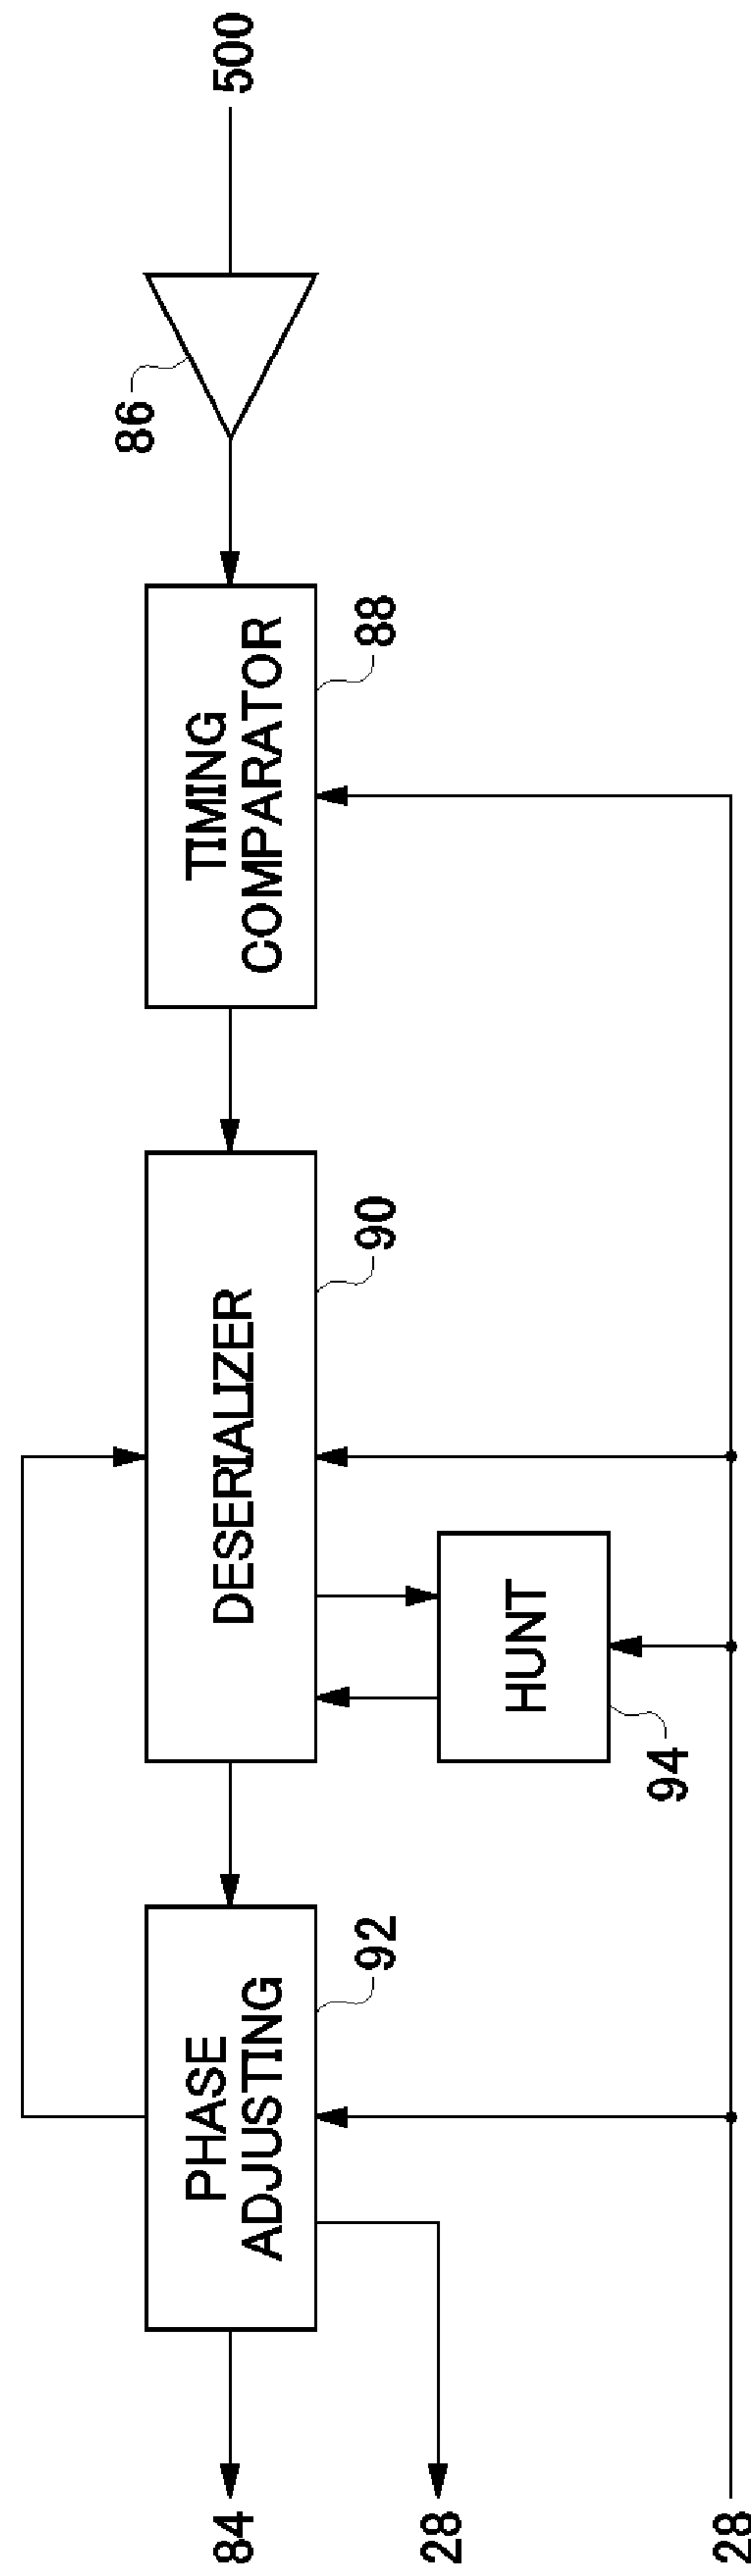 500
86
TIMING
COMPARATOR
88
DESERIALIZER
90
HUNT
94
PHASE
ADJUSTING
92
84
28
28